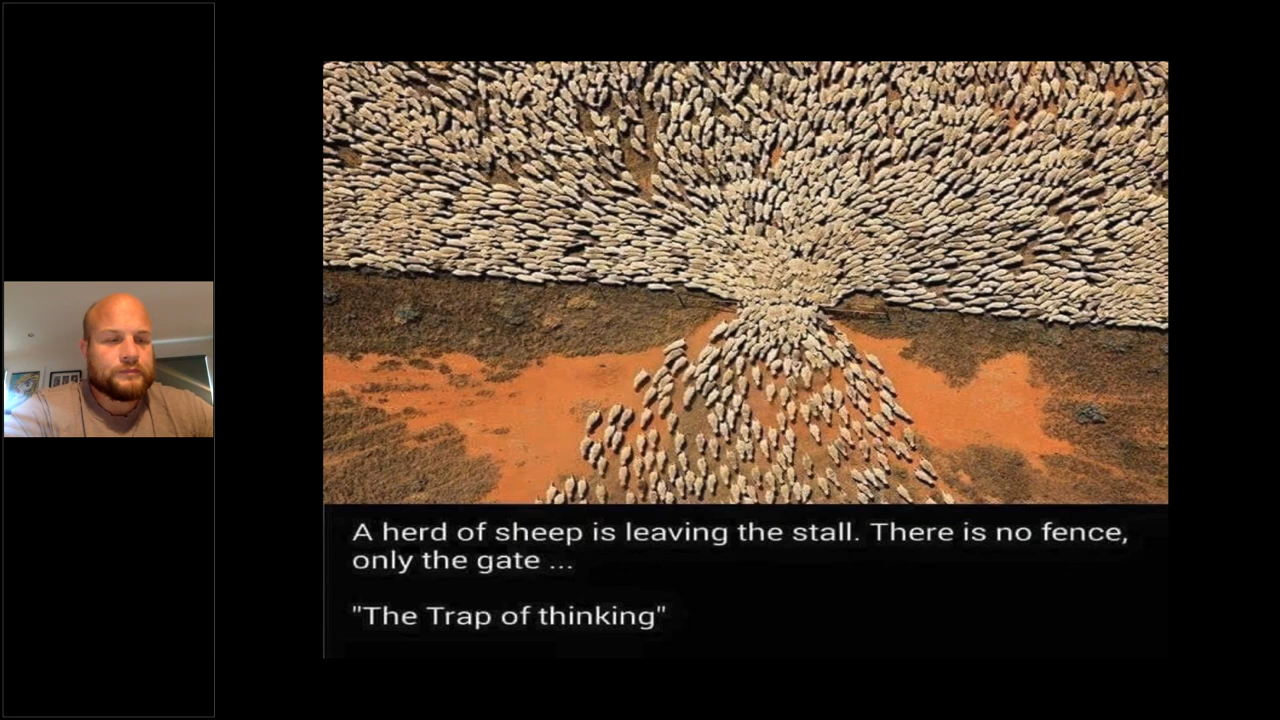 A herd of sheep is leaving the stall. There is no fence,
only the gate ...
"The Trap of thinking"